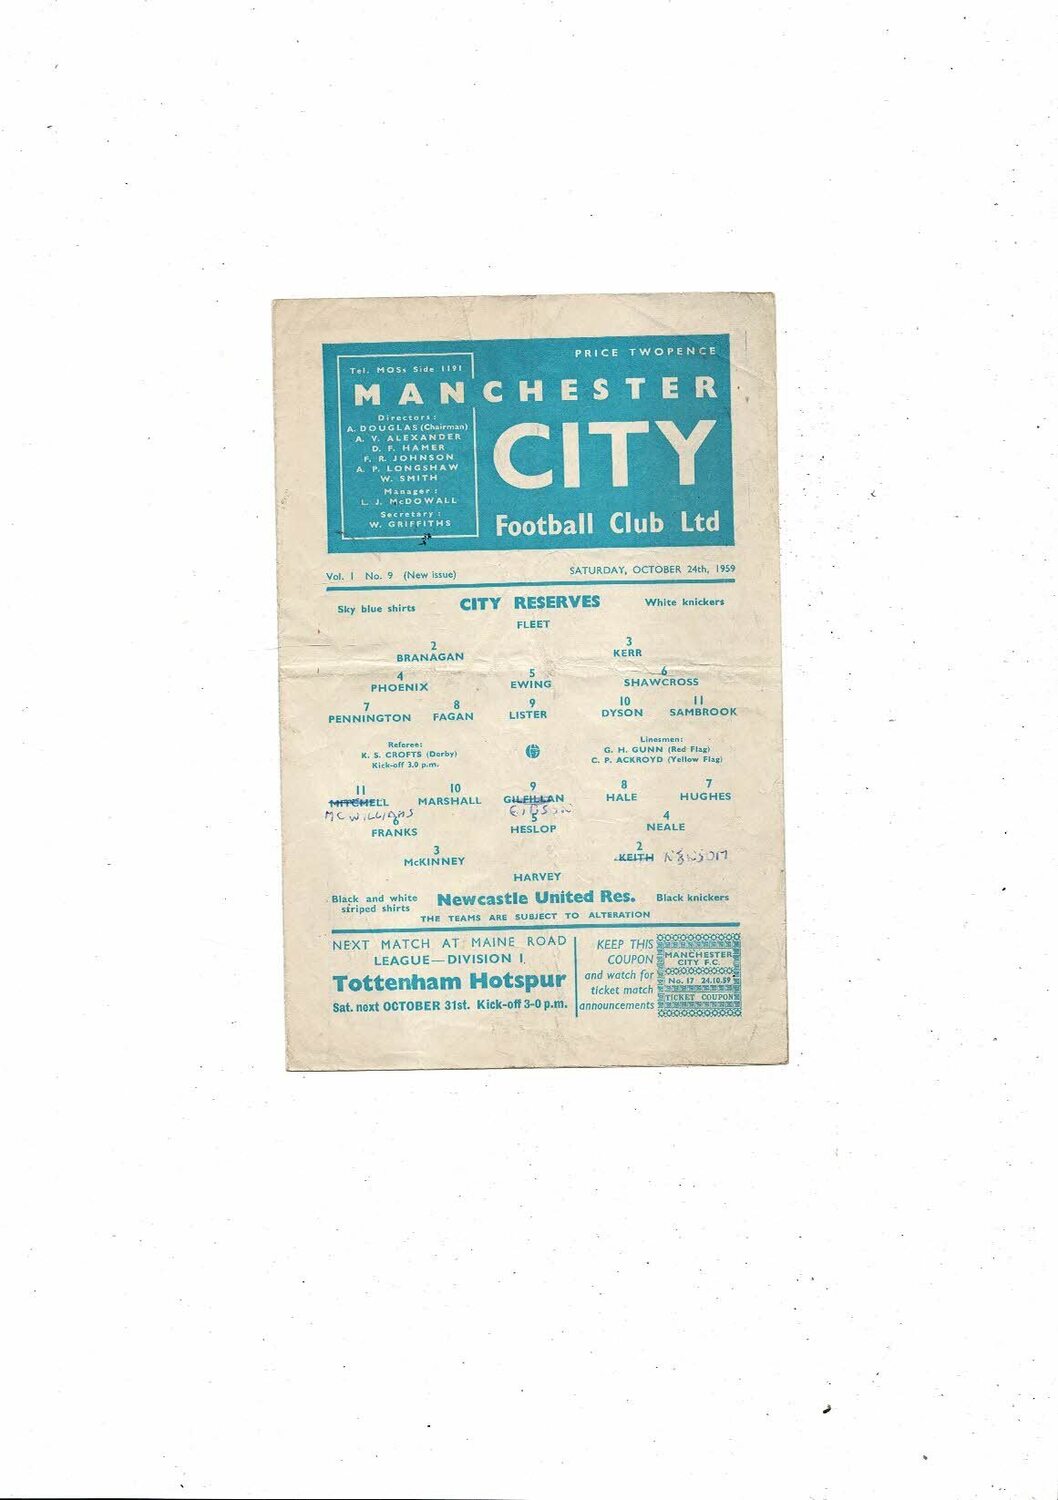 PRICE TWOPENCE
Tel. MOSs Side 1191
MANCHESTER
CITY
Football Club Ltd
Directors:
A. DOUGLAS (Chairman)
A. V. ALEXANDER
D. F. HAMER
F. R. JOHNSON
A. P. LONGSHAW
W. SMITH
Manager:
L. J. McDOWALL
Secretary:
W. GRIFFITHS
Vol. 1 No. 9 (New issue) SATURDAY, OCTOBER 24th, 1959
Sky blue shirts CITY RESERVES White knickers
FLEET
2 3
BRANAGAN KERR
4 5 6
PHOENIX EWING SHAWCROSS
7 8 9 10 11
PENNINGTON FAGAN LISTER DYSON SAMBROOK
Referee:
K. S. CROFTS (Derby)
Kick-off 3.0 p.m.
Linesmen:
G. H. GUNN (Red Flag)
C. P. ACKROYD (Yellow Flag)
11 10 9 8 7
MITCHELL MARSHALL GILFILLAN HALE HUGHES
MCWILLIAMS
6 5 4
FRANKS HESLOP NEALE
3 2
McKINNEY KEITH
HARVEY
Black and white
striped shirts
Newcastle United Res. Black knickers
THE TEAMS ARE SUBJECT TO ALTERATION
NEXT MATCH AT MAINE ROAD
LEAGUE—DIVISION 1.
Tottenham Hotspur
Sat. next OCTOBER 31st. Kick-off 3-0 p.m.
KEEP THIS
COUPON
and watch for
ticket match
announcements
MANCHESTER
CITY F.C.
No. 17 24.10.59
TICKET COUPON